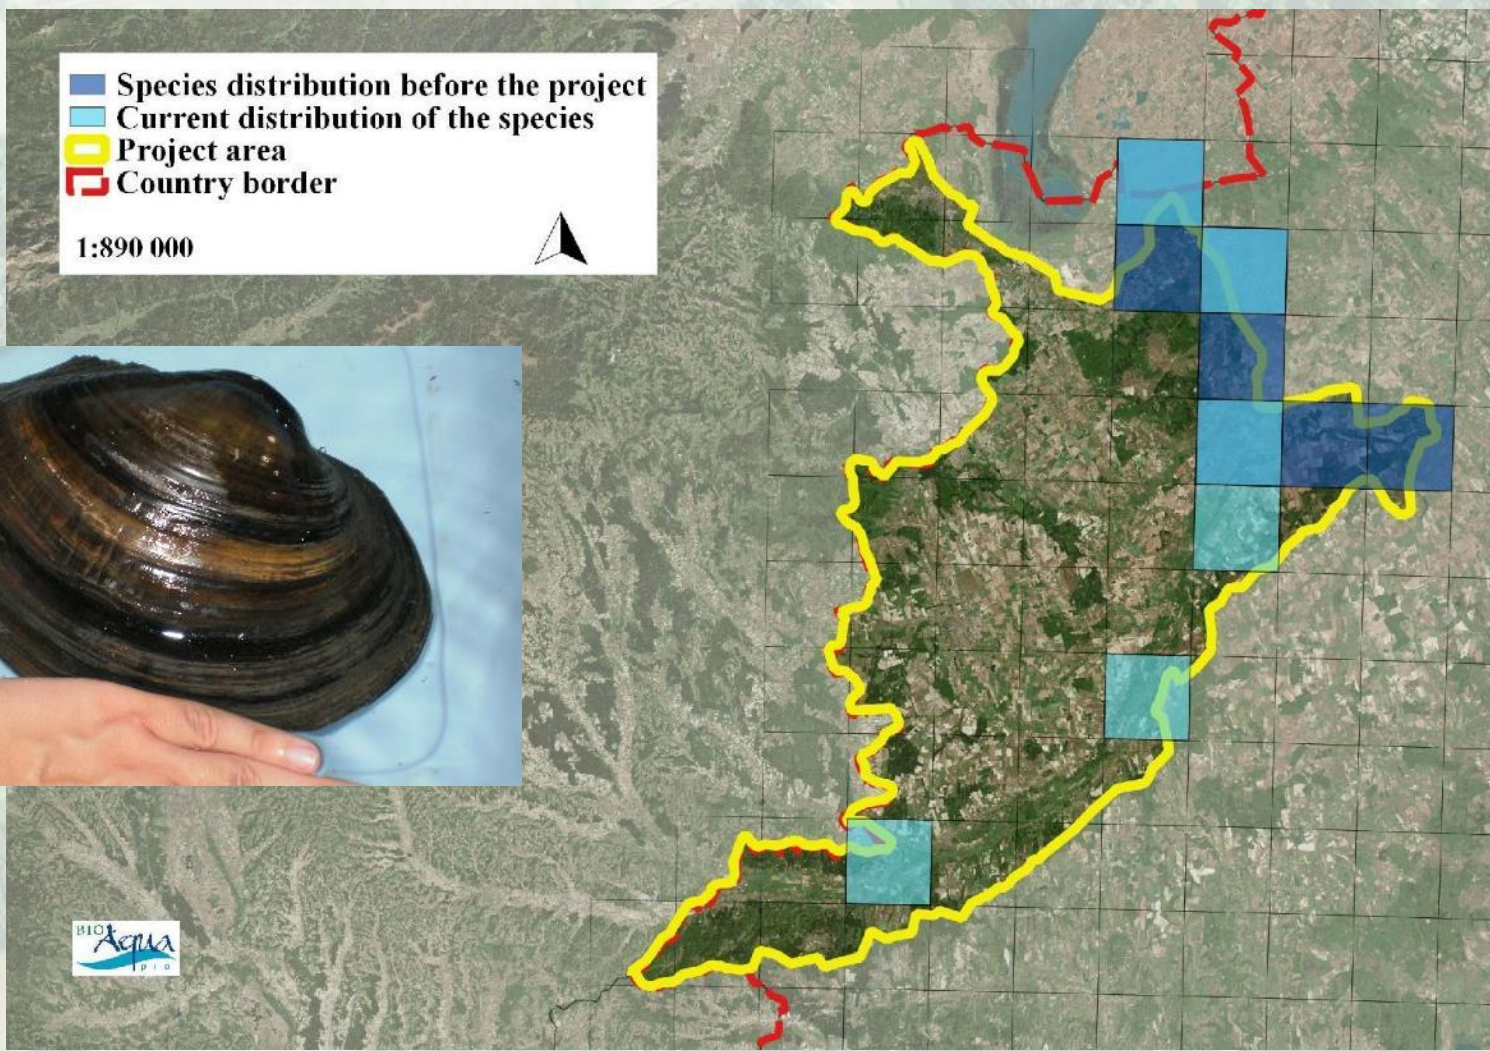 Species distribution before the project
Current distribution of the species
Project area
Country border
1:890 000
BIO
Aqua
pro